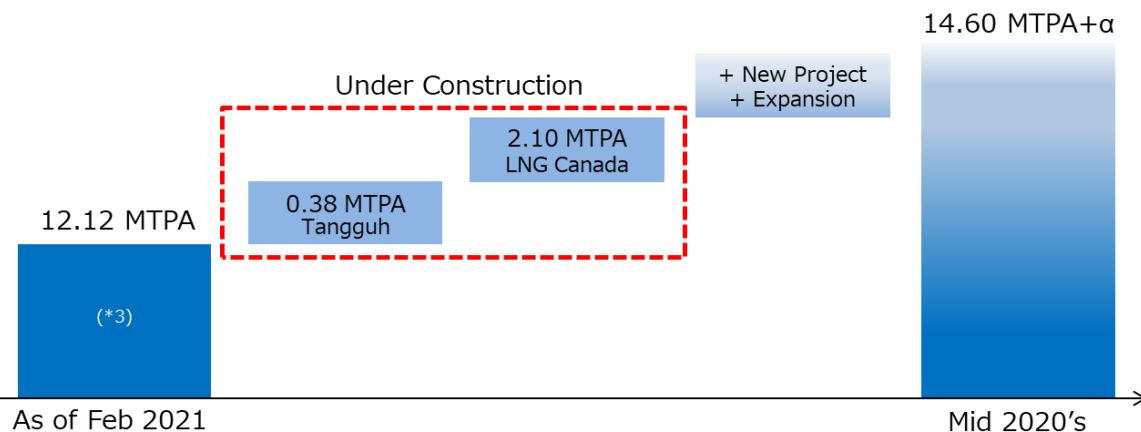 14.60 MTPA+α
+ New Project
+ Expansion
Under Construction
2.10 MTPA
LNG Canada
0.38 MTPA
Tangguh
12.12 MTPA
(*3)
As of Feb 2021
Mid 2020’s